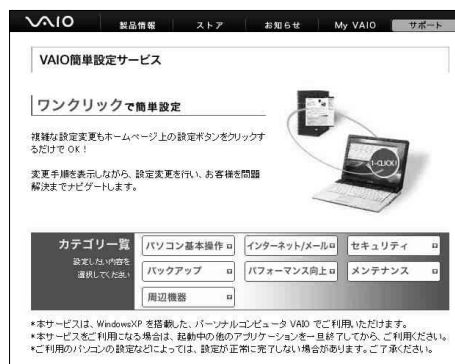 VAIO
製品情報 ストア お知らせ My VAIO サポート
VAIO簡単設定サービス
ワンクリックで簡単設定
複雑な設定変更もホームページ上の設定ボタンをクリックす
るだけで OK！
変更手順を表示しながら、設定変更を行い、お客様を問題
解決までナビゲートします。
1-CLICK!
カテゴリ一覧
設定したい内容を
選択してください
パソコン基本操作 インターネット/メール セキュリティ
バックアップ パフォーマンス向上 メンテナンス
周辺機器
*本サービスは、WindowsXP を搭載した、パーソナルコンピュータ VAIO でご利用いただけます。
*本サービスをご利用になる場合は、起動中の他のアプリケーションを一旦終了してから、ご利用ください。
*ご利用のパソコンの設定などによっては、設定が正常に完了しない場合があります。ご了承ください。